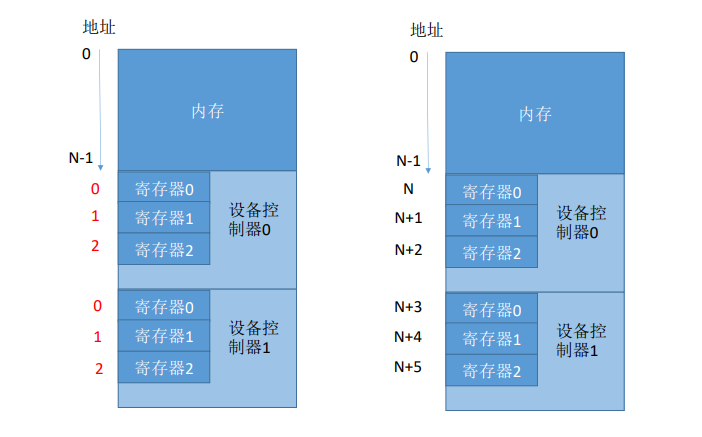 地址
0
内存
N-1
0
寄存器0
1
寄存器1
2
寄存器2
设备控
制器0
0
寄存器0
1
寄存器1
2
寄存器2
设备控
制器1
地址
0
内存
N-1
N
寄存器0
N+1
寄存器1
N+2
寄存器2
设备控
制器0
N+3
寄存器0
N+4
寄存器1
N+5
寄存器2
设备控
制器1